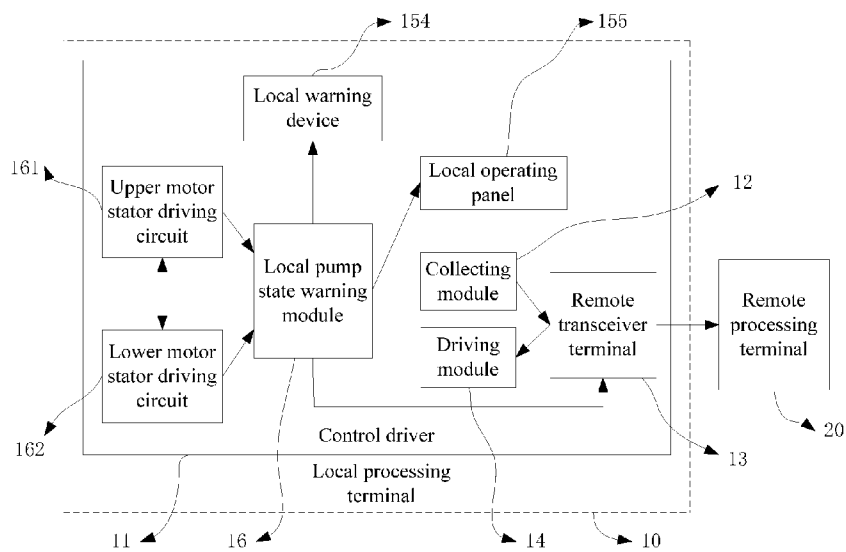 154
155
Local warning
device
161
Upper motor
stator driving
circuit
Local operating
panel
12
Local pump
state warning
module
Collecting
module
Remote
transceiver
terminal
Remote
processing
terminal
Driving
module
Lower motor
stator driving
circuit
162
Control driver
Local processing
terminal
13
20
11
16
14
10